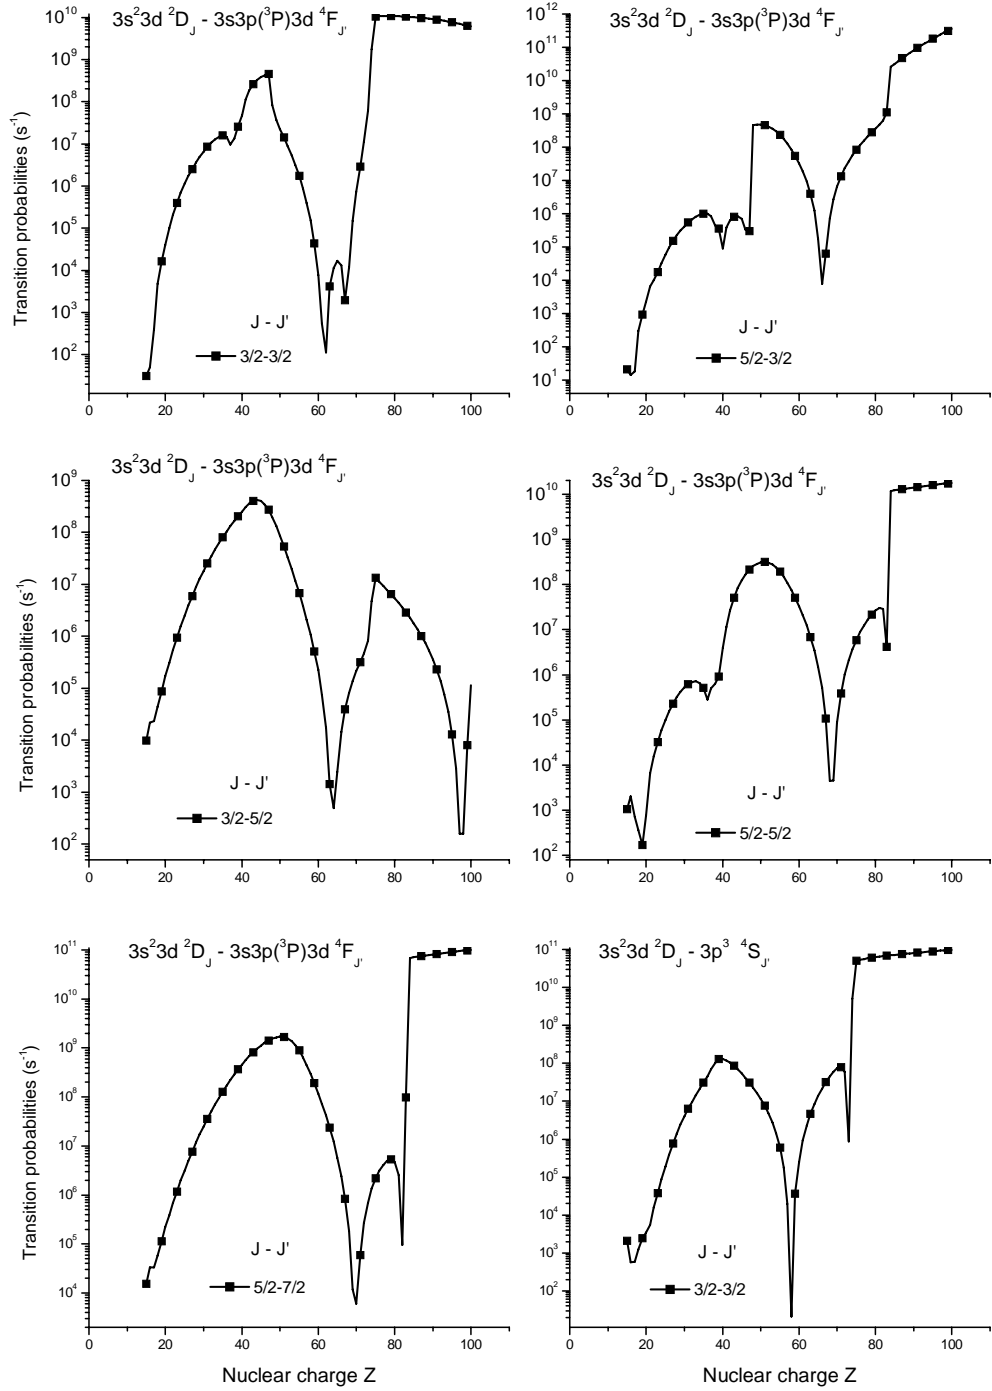 3s²3d ²D_J - 3s3p(³P)3d ⁴F_J'
10¹⁰
10⁹
10⁸
10⁷
10⁶
10⁵
10⁴
10³
10²
Transition probabilities (s⁻¹)
J - J'
3/2-3/2
0 20 40 60 80 100
3s²3d ²D_J - 3s3p(³P)3d ⁴F_J'
10¹²
10¹¹
10¹⁰
10⁹
10⁸
10⁷
10⁶
10⁵
10⁴
10³
10²
10¹
J - J'
5/2-3/2
0 20 40 60 80 100
3s²3d ²D_J - 3s3p(³P)3d ⁴F_J'
10⁹
10⁸
10⁷
10⁶
10⁵
10⁴
10³
10²
Transition probabilities (s⁻¹)
J - J'
3/2-5/2
0 20 40 60 80 100
3s²3d ²D_J - 3s3p(³P)3d ⁴F_J'
10¹⁰
10⁹
10⁸
10⁷
10⁶
10⁵
10⁴
10³
10²
J - J'
5/2-5/2
0 20 40 60 80 100
3s²3d ²D_J - 3s3p(³P)3d ⁴F_J'
10¹¹
10¹⁰
10⁹
10⁸
10⁷
10⁶
10⁵
10⁴
Transition probabilities (s⁻¹)
J - J'
5/2-7/2
0 20 40 60 80 100
Nuclear charge Z
3s²3d ²D_J - 3p³ ⁴S_J'
10¹¹
10¹⁰
10⁹
10⁸
10⁷
10⁶
10⁵
10⁴
10³
10²
J - J'
3/2-3/2
0 20 40 60 80 100
Nuclear charge Z